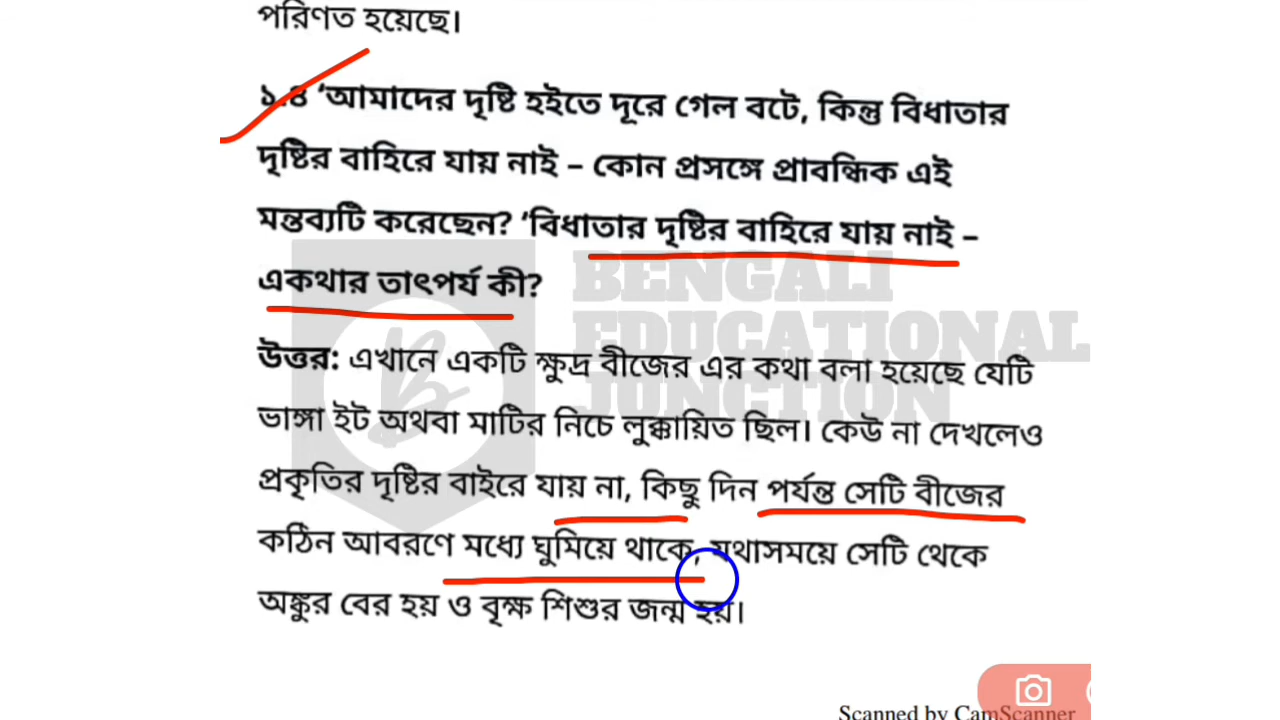 পরিণত হয়েছে।
১.৪ ‘আমাদের দৃষ্টি হইতে দূরে গেল বটে, কিন্তু বিধাতার
দৃষ্টির বাহিরে যায় নাই – কোন প্রসঙ্গে প্রাবন্ধিক এই
মন্তব্যটি করেছেন? ‘বিধাতার দৃষ্টির বাহিরে যায় নাই –
একথার তাৎপর্য কী?
BENGALI
EDUCATIONAL
JUNCTION
উত্তর: এখানে একটি ক্ষুদ্র বীজের এর কথা বলা হয়েছে যেটি
ভাঙ্গা ইট অথবা মাটির নিচে লুক্কায়িত ছিল। কেউ না দেখলেও
প্রকৃতির দৃষ্টির বাইরে যায় না, কিছু দিন পর্যন্ত সেটি বীজের
কঠিন আবরণে মধ্যে ঘুমিয়ে থাকে, যথাসময়ে সেটি থেকে
অঙ্কুর বের হয় ও বৃক্ষ শিশুর জন্ম হয়।
Scanned by CamScanner